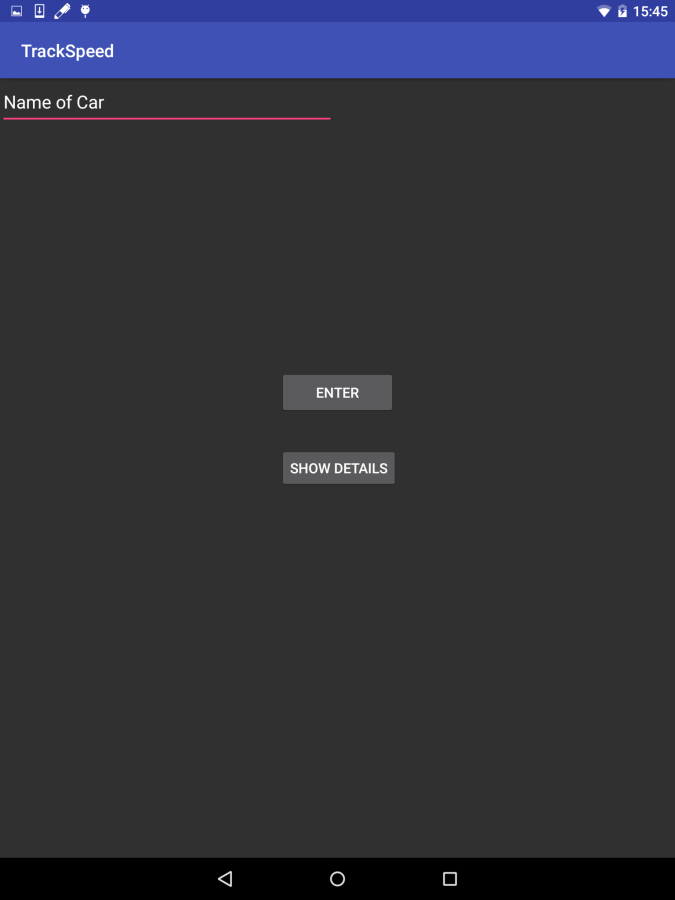 15:45
TrackSpeed
Name of Car
ENTER
SHOW DETAILS